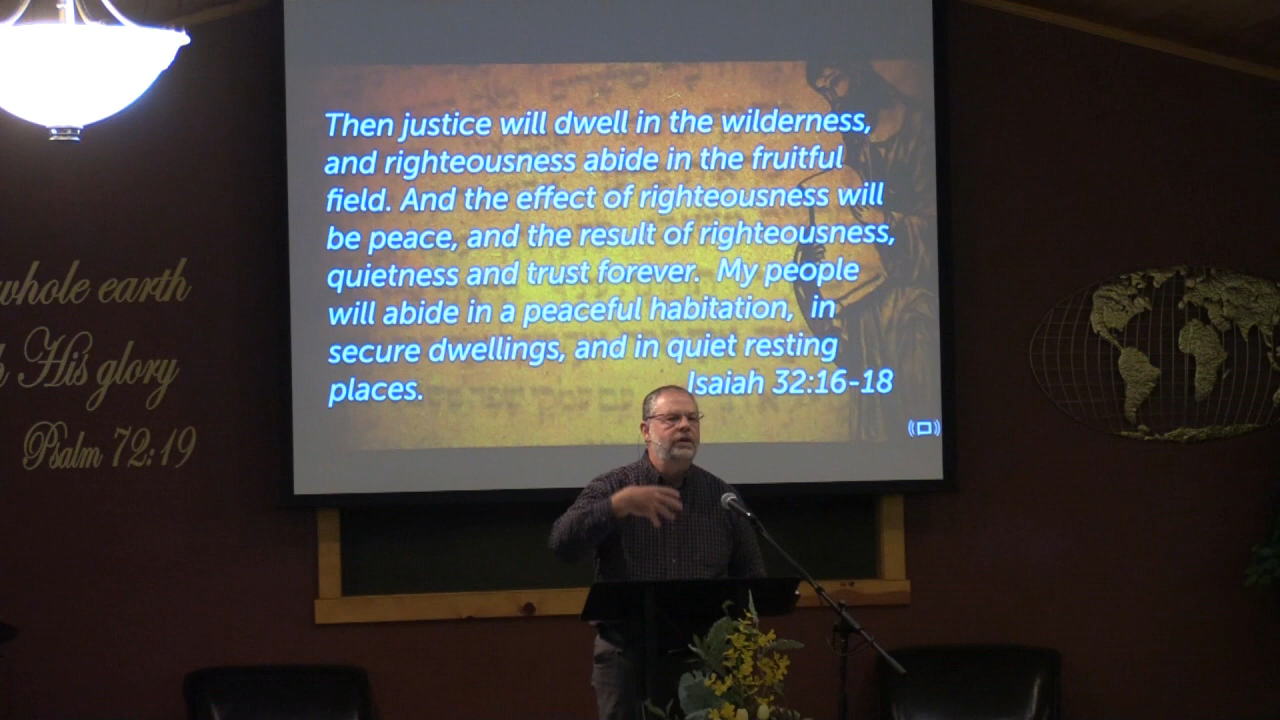 Then justice will dwell in the wilderness,
and righteousness abide in the fruitful
field. And the effect of righteousness will
be peace, and the result of righteousness,
quietness and trust forever. My people
will abide in a peaceful habitation, in
secure dwellings, and in quiet resting
places. Isaiah 32:16-18
whole earth
His glory
Psalm 72:19